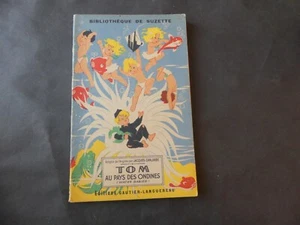 BIBLIOTHÈQUE DE SUZETTE
TOM
AU PAYS DES ONDINES
ÉDITIONS GAUTIER-LANGUEREAU